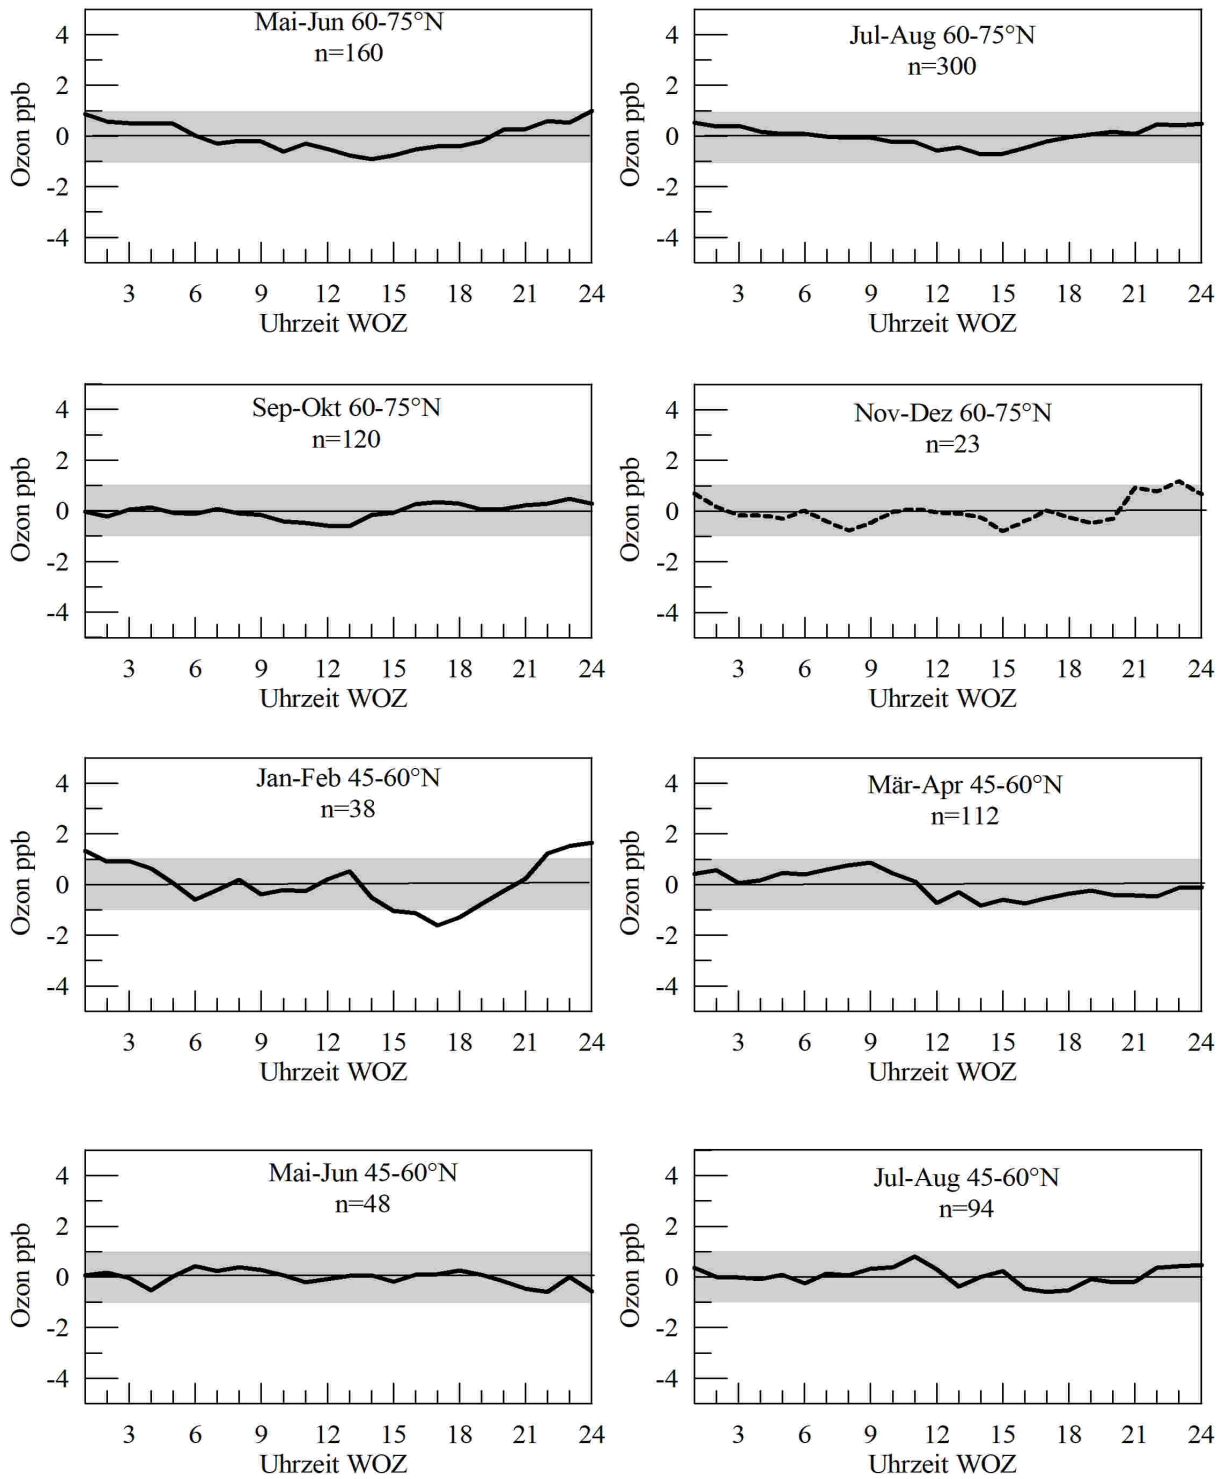 Mai-Jun 60-75°N
n=160
Ozon ppb
4
2
0
-2
-4
3 6 9 12 15 18 21 24
Uhrzeit WOZ
Jul-Aug 60-75°N
n=300
Ozon ppb
4
2
0
-2
-4
3 6 9 12 15 18 21 24
Uhrzeit WOZ
Sep-Okt 60-75°N
n=120
Ozon ppb
4
2
0
-2
-4
3 6 9 12 15 18 21 24
Uhrzeit WOZ
Nov-Dez 60-75°N
n=23
Ozon ppb
4
2
0
-2
-4
3 6 9 12 15 18 21 24
Uhrzeit WOZ
Jan-Feb 45-60°N
n=38
Ozon ppb
4
2
0
-2
-4
3 6 9 12 15 18 21 24
Uhrzeit WOZ
Mär-Apr 45-60°N
n=112
Ozon ppb
4
2
0
-2
-4
3 6 9 12 15 18 21 24
Uhrzeit WOZ
Mai-Jun 45-60°N
n=48
Ozon ppb
4
2
0
-2
-4
3 6 9 12 15 18 21 24
Uhrzeit WOZ
Jul-Aug 45-60°N
n=94
Ozon ppb
4
2
0
-2
-4
3 6 9 12 15 18 21 24
Uhrzeit WOZ